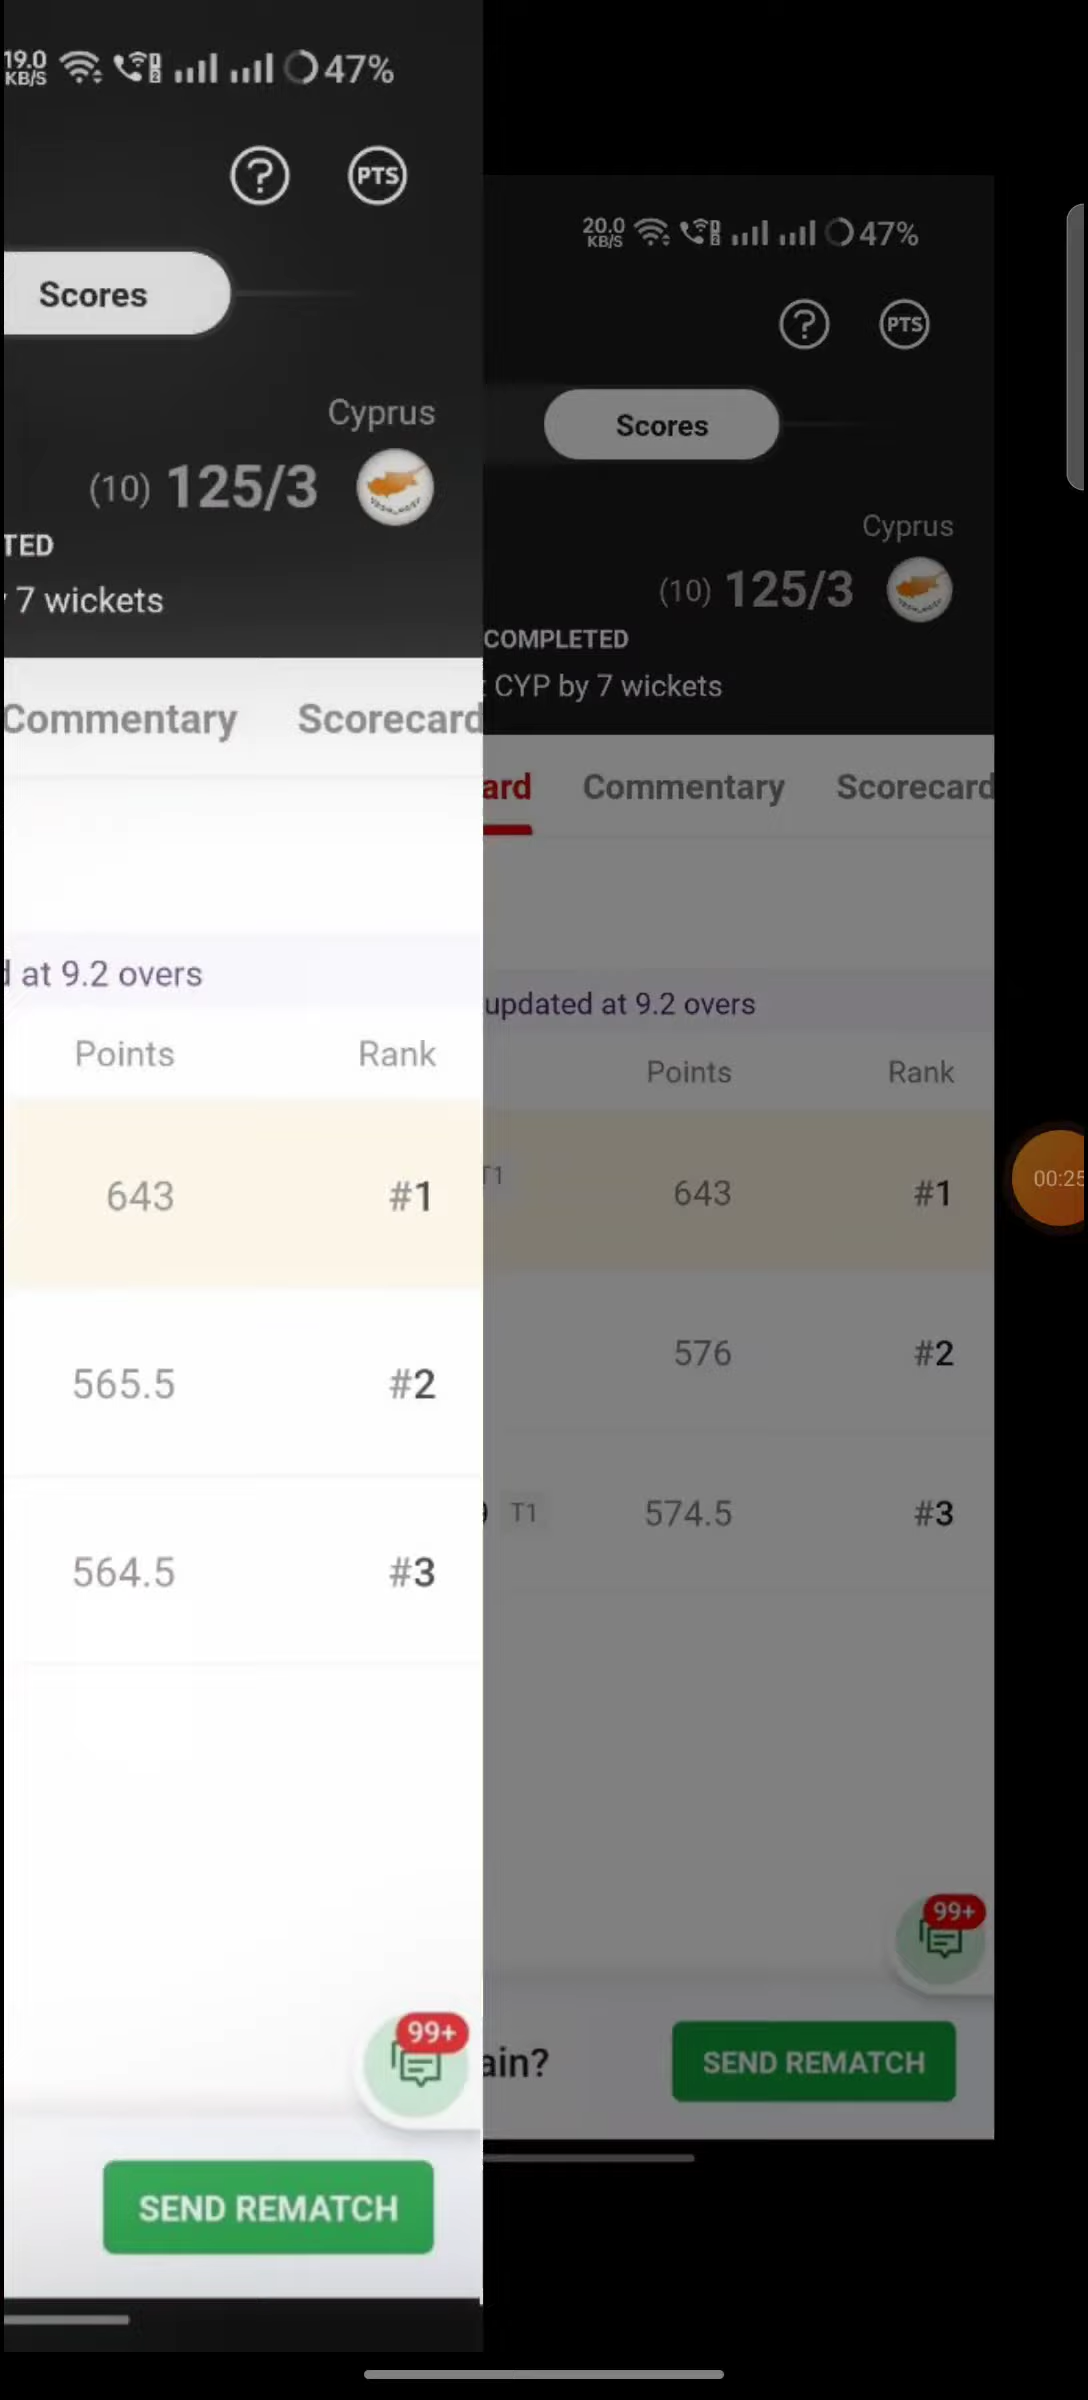 19.0
KB/S
47%
?
PTS
Scores
Cyprus
(10) 125/3
TED
7 wickets
Commentary
Scorecard
at 9.2 overs
Points
Rank
643
#1
565.5
#2
564.5
#3
99+
SEND REMATCH
20.0
KB/S
47%
?
PTS
Scores
Cyprus
(10) 125/3
COMPLETED
CYP by 7 wickets
ard
Commentary
Scorecard
updated at 9.2 overs
Points
Rank
T1
643
#1
576
#2
T1
574.5
#3
99+
ain?
SEND REMATCH
00:25